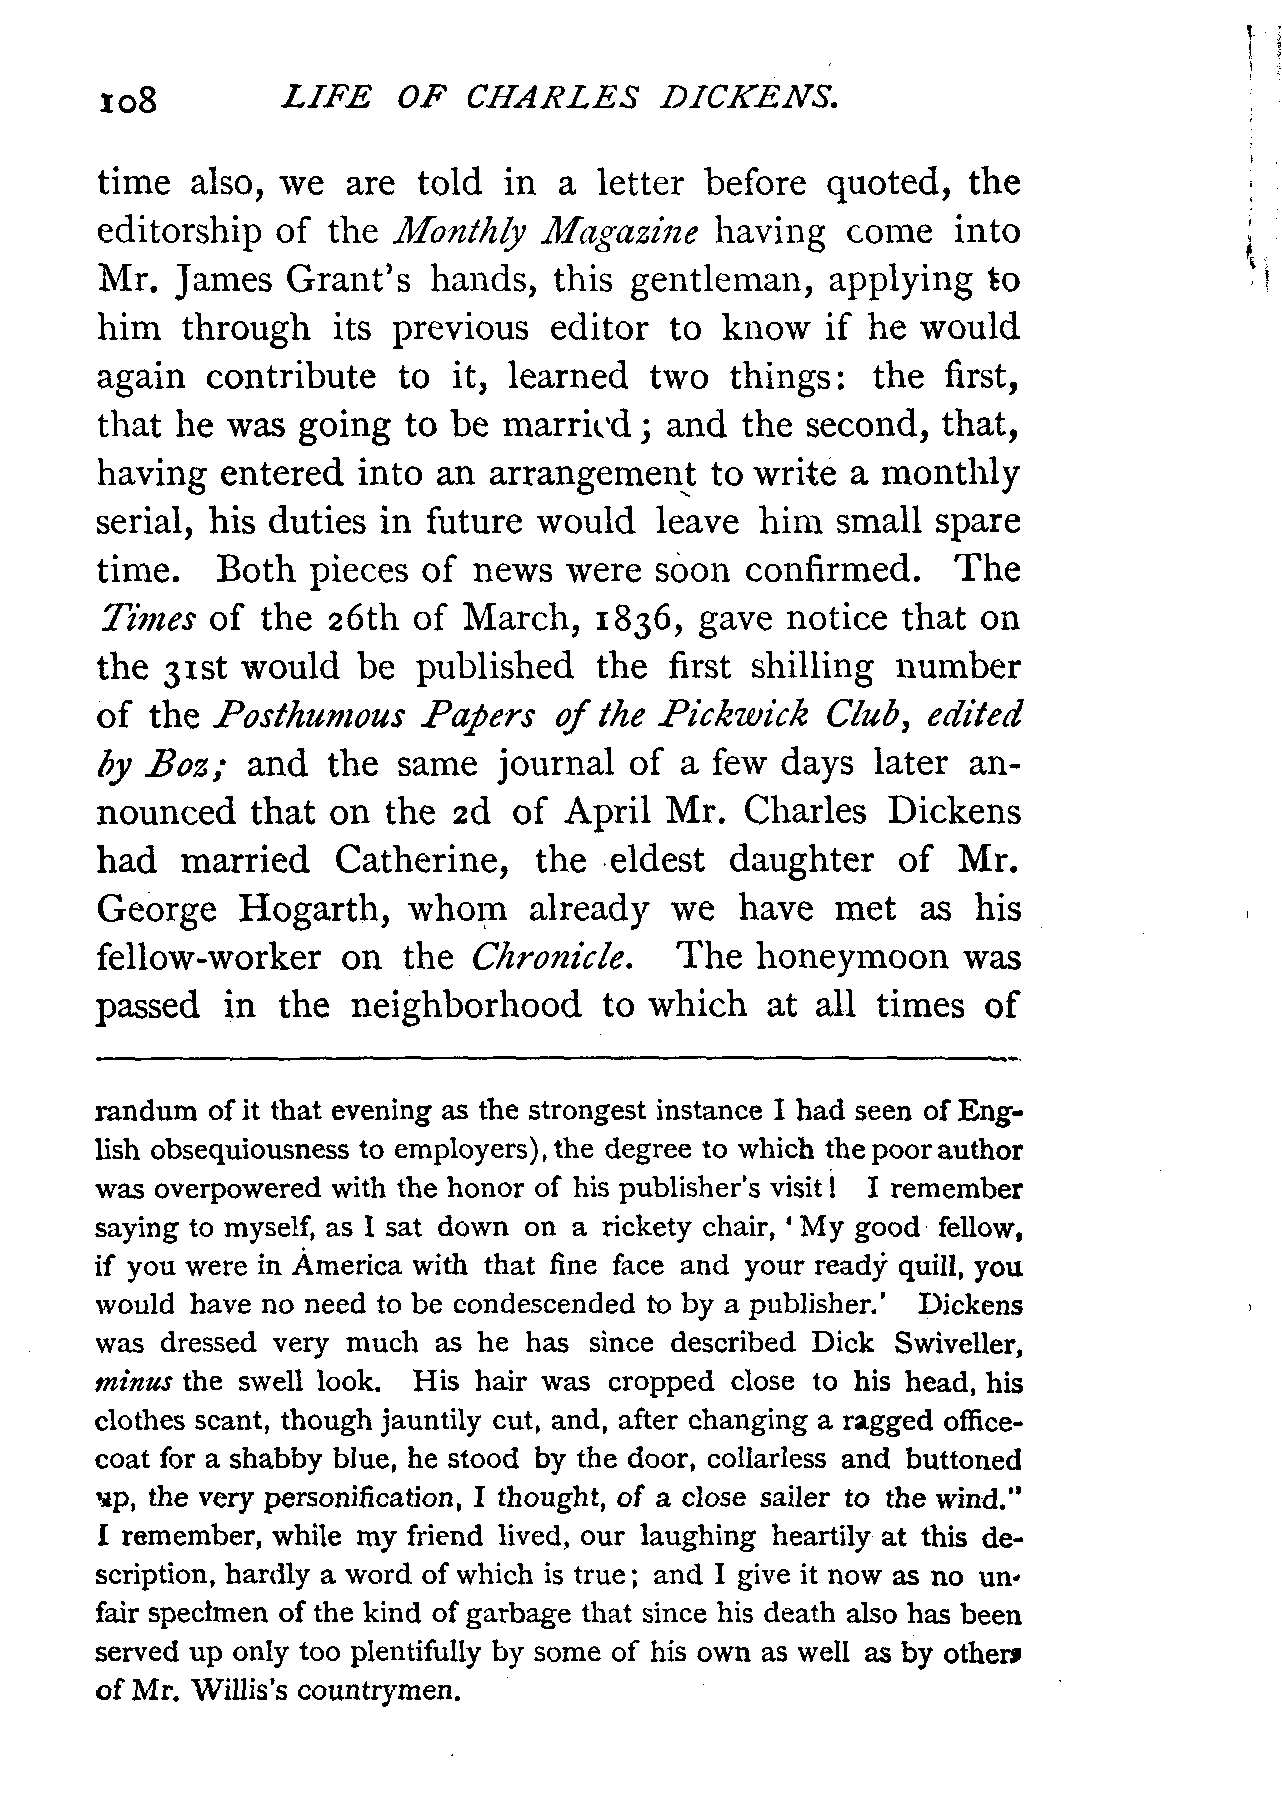 108 LIFE OF CHARLES DICKENS.
time also, we are told in a letter before quoted, the
editorship of the Monthly Magazine having come into
Mr. James Grant's hands, this gentleman, applying to
him through its previous editor to know if he would
again contribute to it, learned two things: the first,
that he was going to be married; and the second, that,
having entered into an arrangement to write a monthly
serial, his duties in future would leave him small spare
time. Both pieces of news were soon confirmed. The
Times of the 26th of March, 1836, gave notice that on
the 31st would be published the first shilling number
of the Posthumous Papers of the Pickwick Club, edited
by Boz; and the same journal of a few days later an-
nounced that on the 2d of April Mr. Charles Dickens
had married Catherine, the eldest daughter of Mr.
George Hogarth, whom already we have met as his
fellow-worker on the Chronicle. The honeymoon was
passed in the neighborhood to which at all times of
randum of it that evening as the strongest instance I had seen of Eng-
lish obsequiousness to employers), the degree to which the poor author
was overpowered with the honor of his publisher's visit! I remember
saying to myself, as I sat down on a rickety chair, 'My good fellow,
if you were in America with that fine face and your ready quill, you
would have no need to be condescended to by a publisher.' Dickens
was dressed very much as he has since described Dick Swiveller,
minus the swell look. His hair was cropped close to his head, his
clothes scant, though jauntily cut, and, after changing a ragged office-
coat for a shabby blue, he stood by the door, collarless and buttoned
up, the very personification, I thought, of a close sailer to the wind."
I remember, while my friend lived, our laughing heartily at this de-
scription, hardly a word of which is true; and I give it now as no un-
fair specimen of the kind of garbage that since his death also has been
served up only too plentifully by some of his own as well as by others
of Mr. Willis's countrymen.